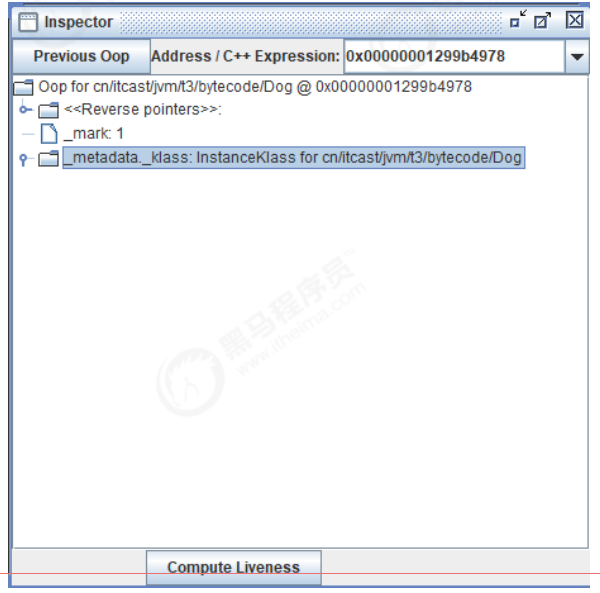 Inspector
Previous Oop Address / C++ Expression: 0x00000001299b4978
Oop for cn/itcast/jvm/t3/bytecode/Dog @ 0x00000001299b4978
<<Reverse pointers>>:
_mark: 1
_metadata._klass: InstanceKlass for cn/itcast/jvm/t3/bytecode/Dog
黑马程序员
www.itheima.com
Compute Liveness